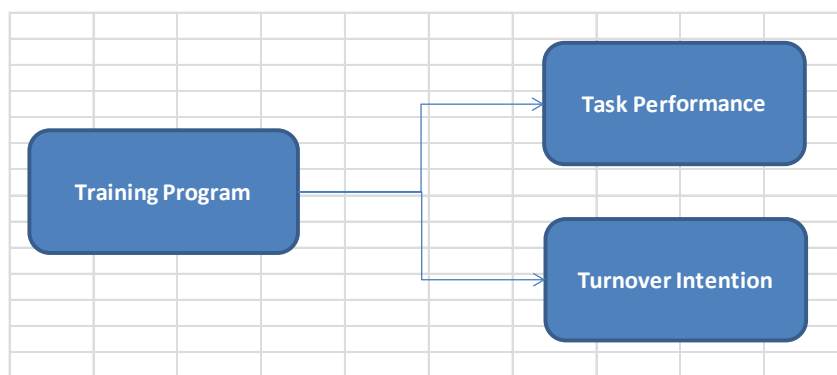 Task Performance
Training Program
Turnover Intention